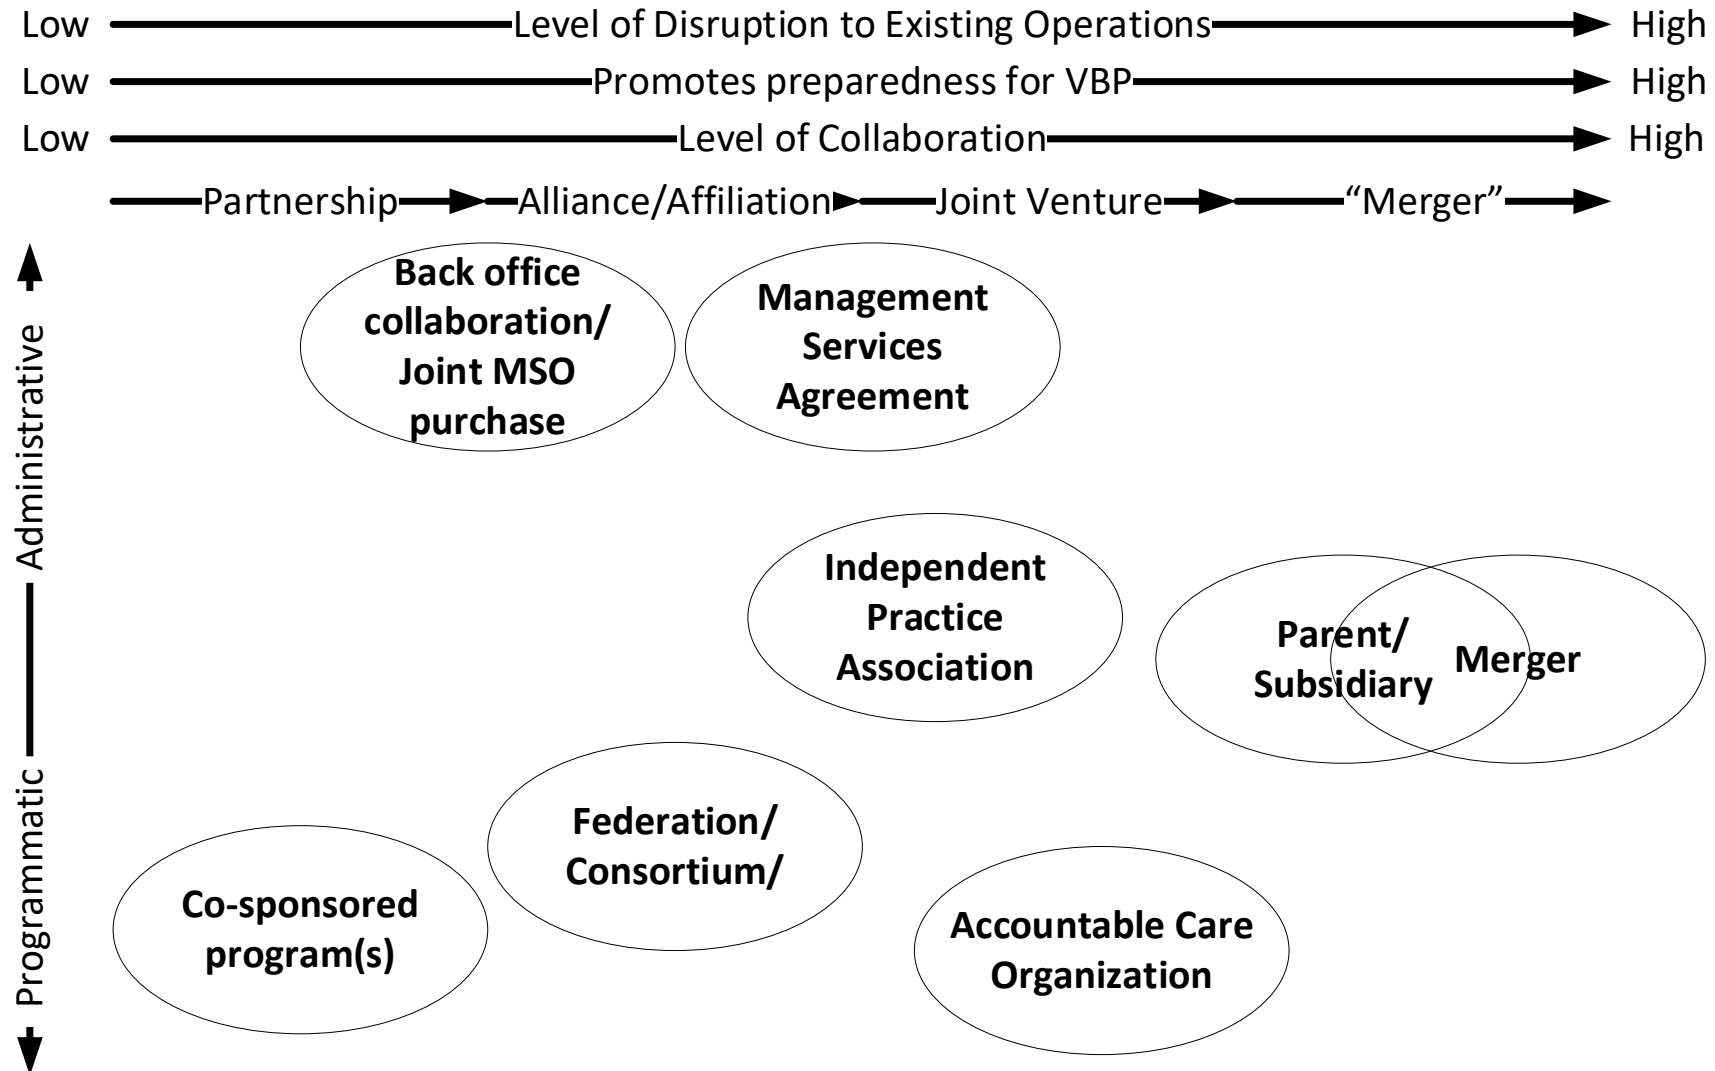 Low Level of Disruption to Existing Operations High
Low Promotes preparedness for VBP High
Low Level of Collaboration High
Partnership Alliance/Affiliation Joint Venture “Merger”
Administrative
Programmatic
Back office
collaboration/
Joint MSO
purchase
Management
Services
Agreement
Independent
Practice
Association
Parent/
Subsidiary
Merger
Federation/
Consortium/
Co-sponsored
program(s)
Accountable Care
Organization